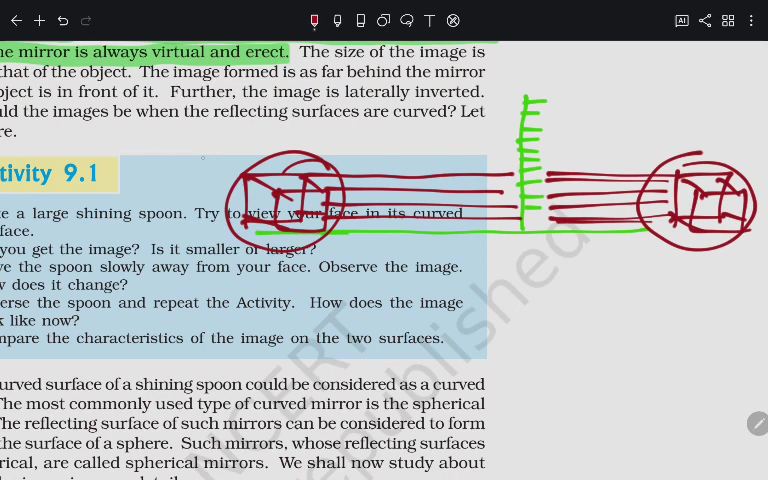 AI
T
ne mirror is always virtual and erect. The size of the image is
that of the object. The image formed is as far behind the mirror
bject is in front of it. Further, the image is laterally inverted.
uld the images be when the reflecting surfaces are curved? Let
re.
tivity 9.1
ke a large shining spoon. Try to view your face in its curved
face.
you get the image? Is it smaller or larger?
ve the spoon slowly away from your face. Observe the image.
w does it change?
erse the spoon and repeat the Activity. How does the image
k like now?
mpare the characteristics of the image on the two surfaces.
urved surface of a shining spoon could be considered as a curved
The most commonly used type of curved mirror is the spherical
The reflecting surface of such mirrors can be considered to form
the surface of a sphere. Such mirrors, whose reflecting surfaces
rical, are called spherical mirrors. We shall now study about
NCERT
republished